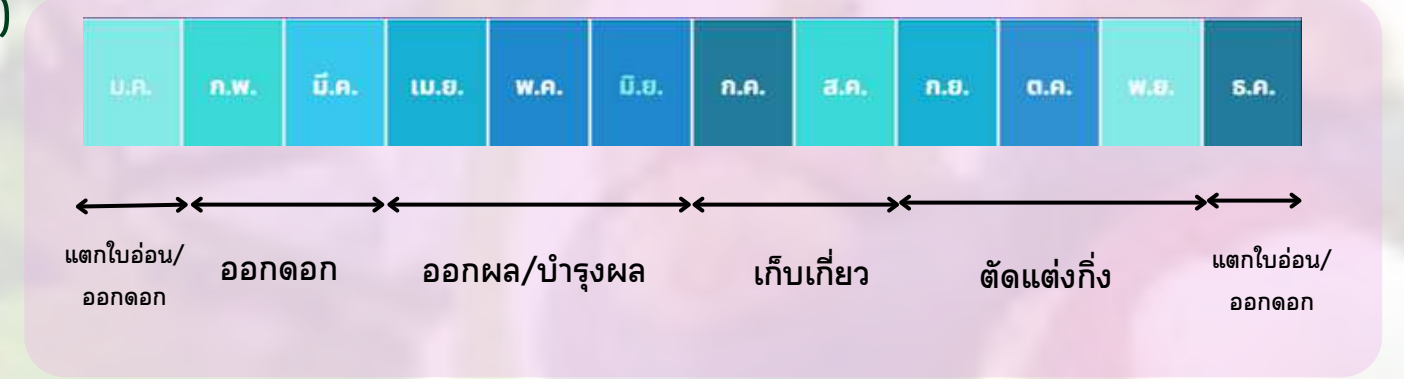 )
ม.ค. ก.พ. มี.ค. เม.ย. พ.ค. มิ.ย. ก.ค. ส.ค. ก.ย. ต.ค. พ.ย. ธ.ค.
แตกใบอ่อน/
ออกดอก
ออกดอก
ออกผล/บำรุงผล
เก็บเกี่ยว
ตัดแต่งกิ่ง
แตกใบอ่อน/
ออกดอก